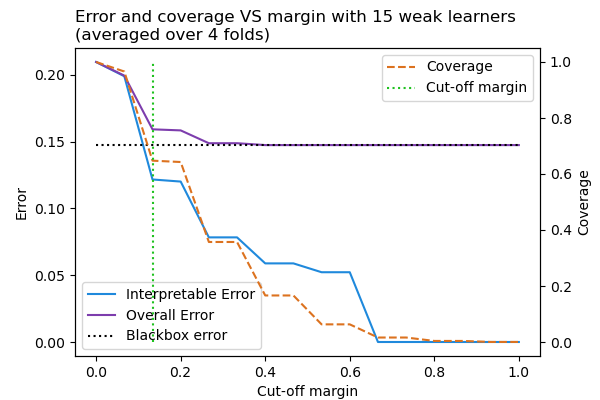 Error and coverage VS margin with 15 weak learners
(averaged over 4 folds)
Coverage
Cut-off margin
0.20
0.15
0.10
0.05
0.00
Error
1.0
0.8
0.6
0.4
0.2
0.0
Coverage
Interpretable Error
Overall Error
Blackbox error
0.0
0.2
0.4
0.6
0.8
1.0
Cut-off margin